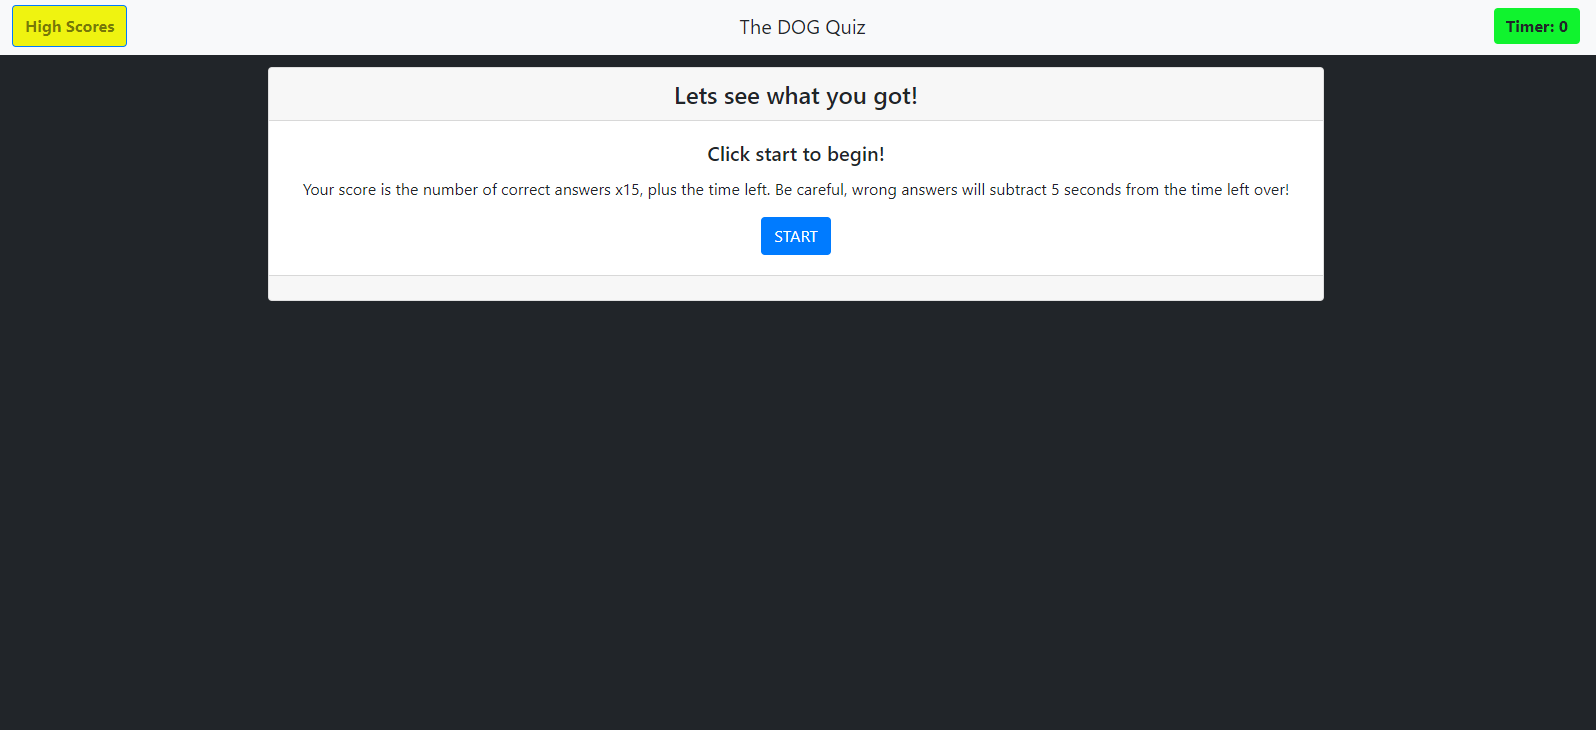 High Scores
The DOG Quiz
Timer: 0
Lets see what you got!
Click start to begin!
Your score is the number of correct answers x15, plus the time left. Be careful, wrong answers will subtract 5 seconds from the time left over!
START